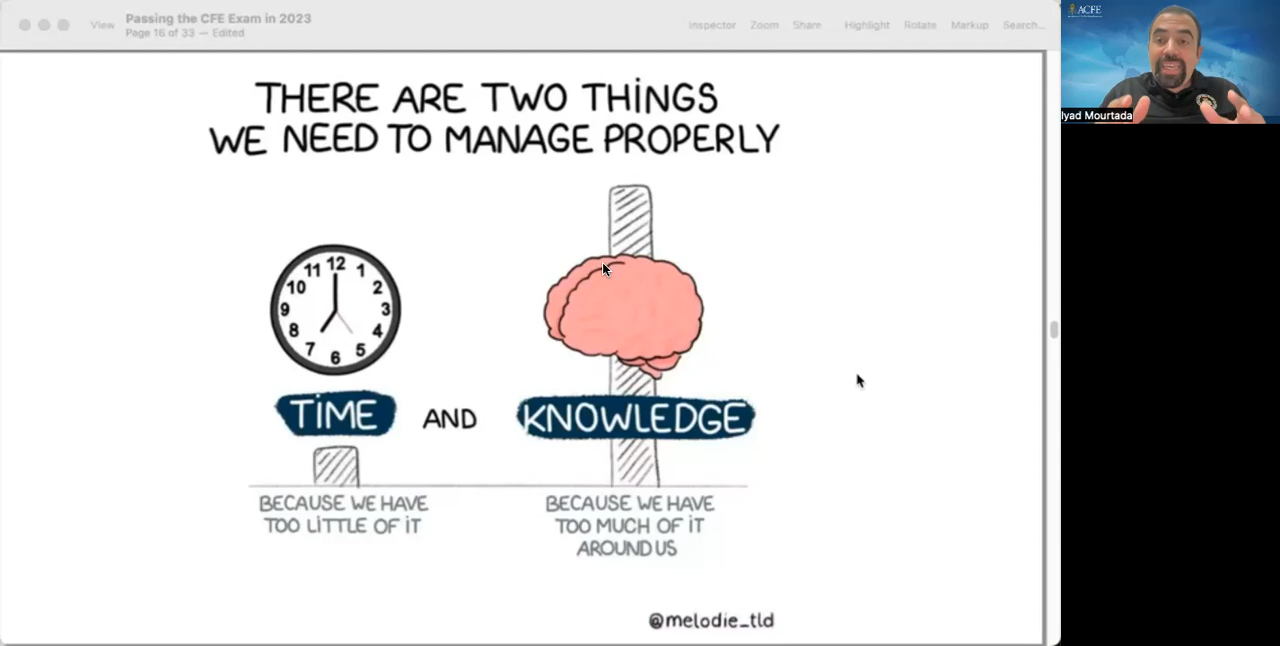 View
Passing the CFE Exam in 2023
Page 16 of 33 — Edited
Inspector Zoom Share Highlight Rotate Markup Search...
ACFE
Iyad Mourtada
THERE ARE TWO THINGS
WE NEED TO MANAGE PROPERLY
12
11 1
10 2
9 3
8 4
7 5
6
TIME AND KNOWLEDGE
BECAUSE WE HAVE
TOO LITTLE OF IT
BECAUSE WE HAVE
TOO MUCH OF IT
AROUND US
@melodie_tld